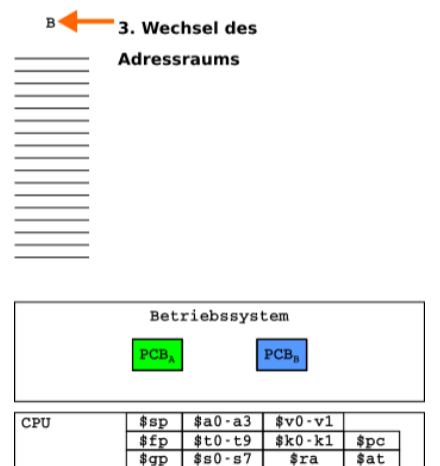 B
3. Wechsel des
Adressraums
Betriebssystem
PCB_A PCB_B
CPU $sp $a0-a3 $v0-v1
$fp $t0-t9 $k0-k1 $pc
$gp $s0-s7 $ra $at